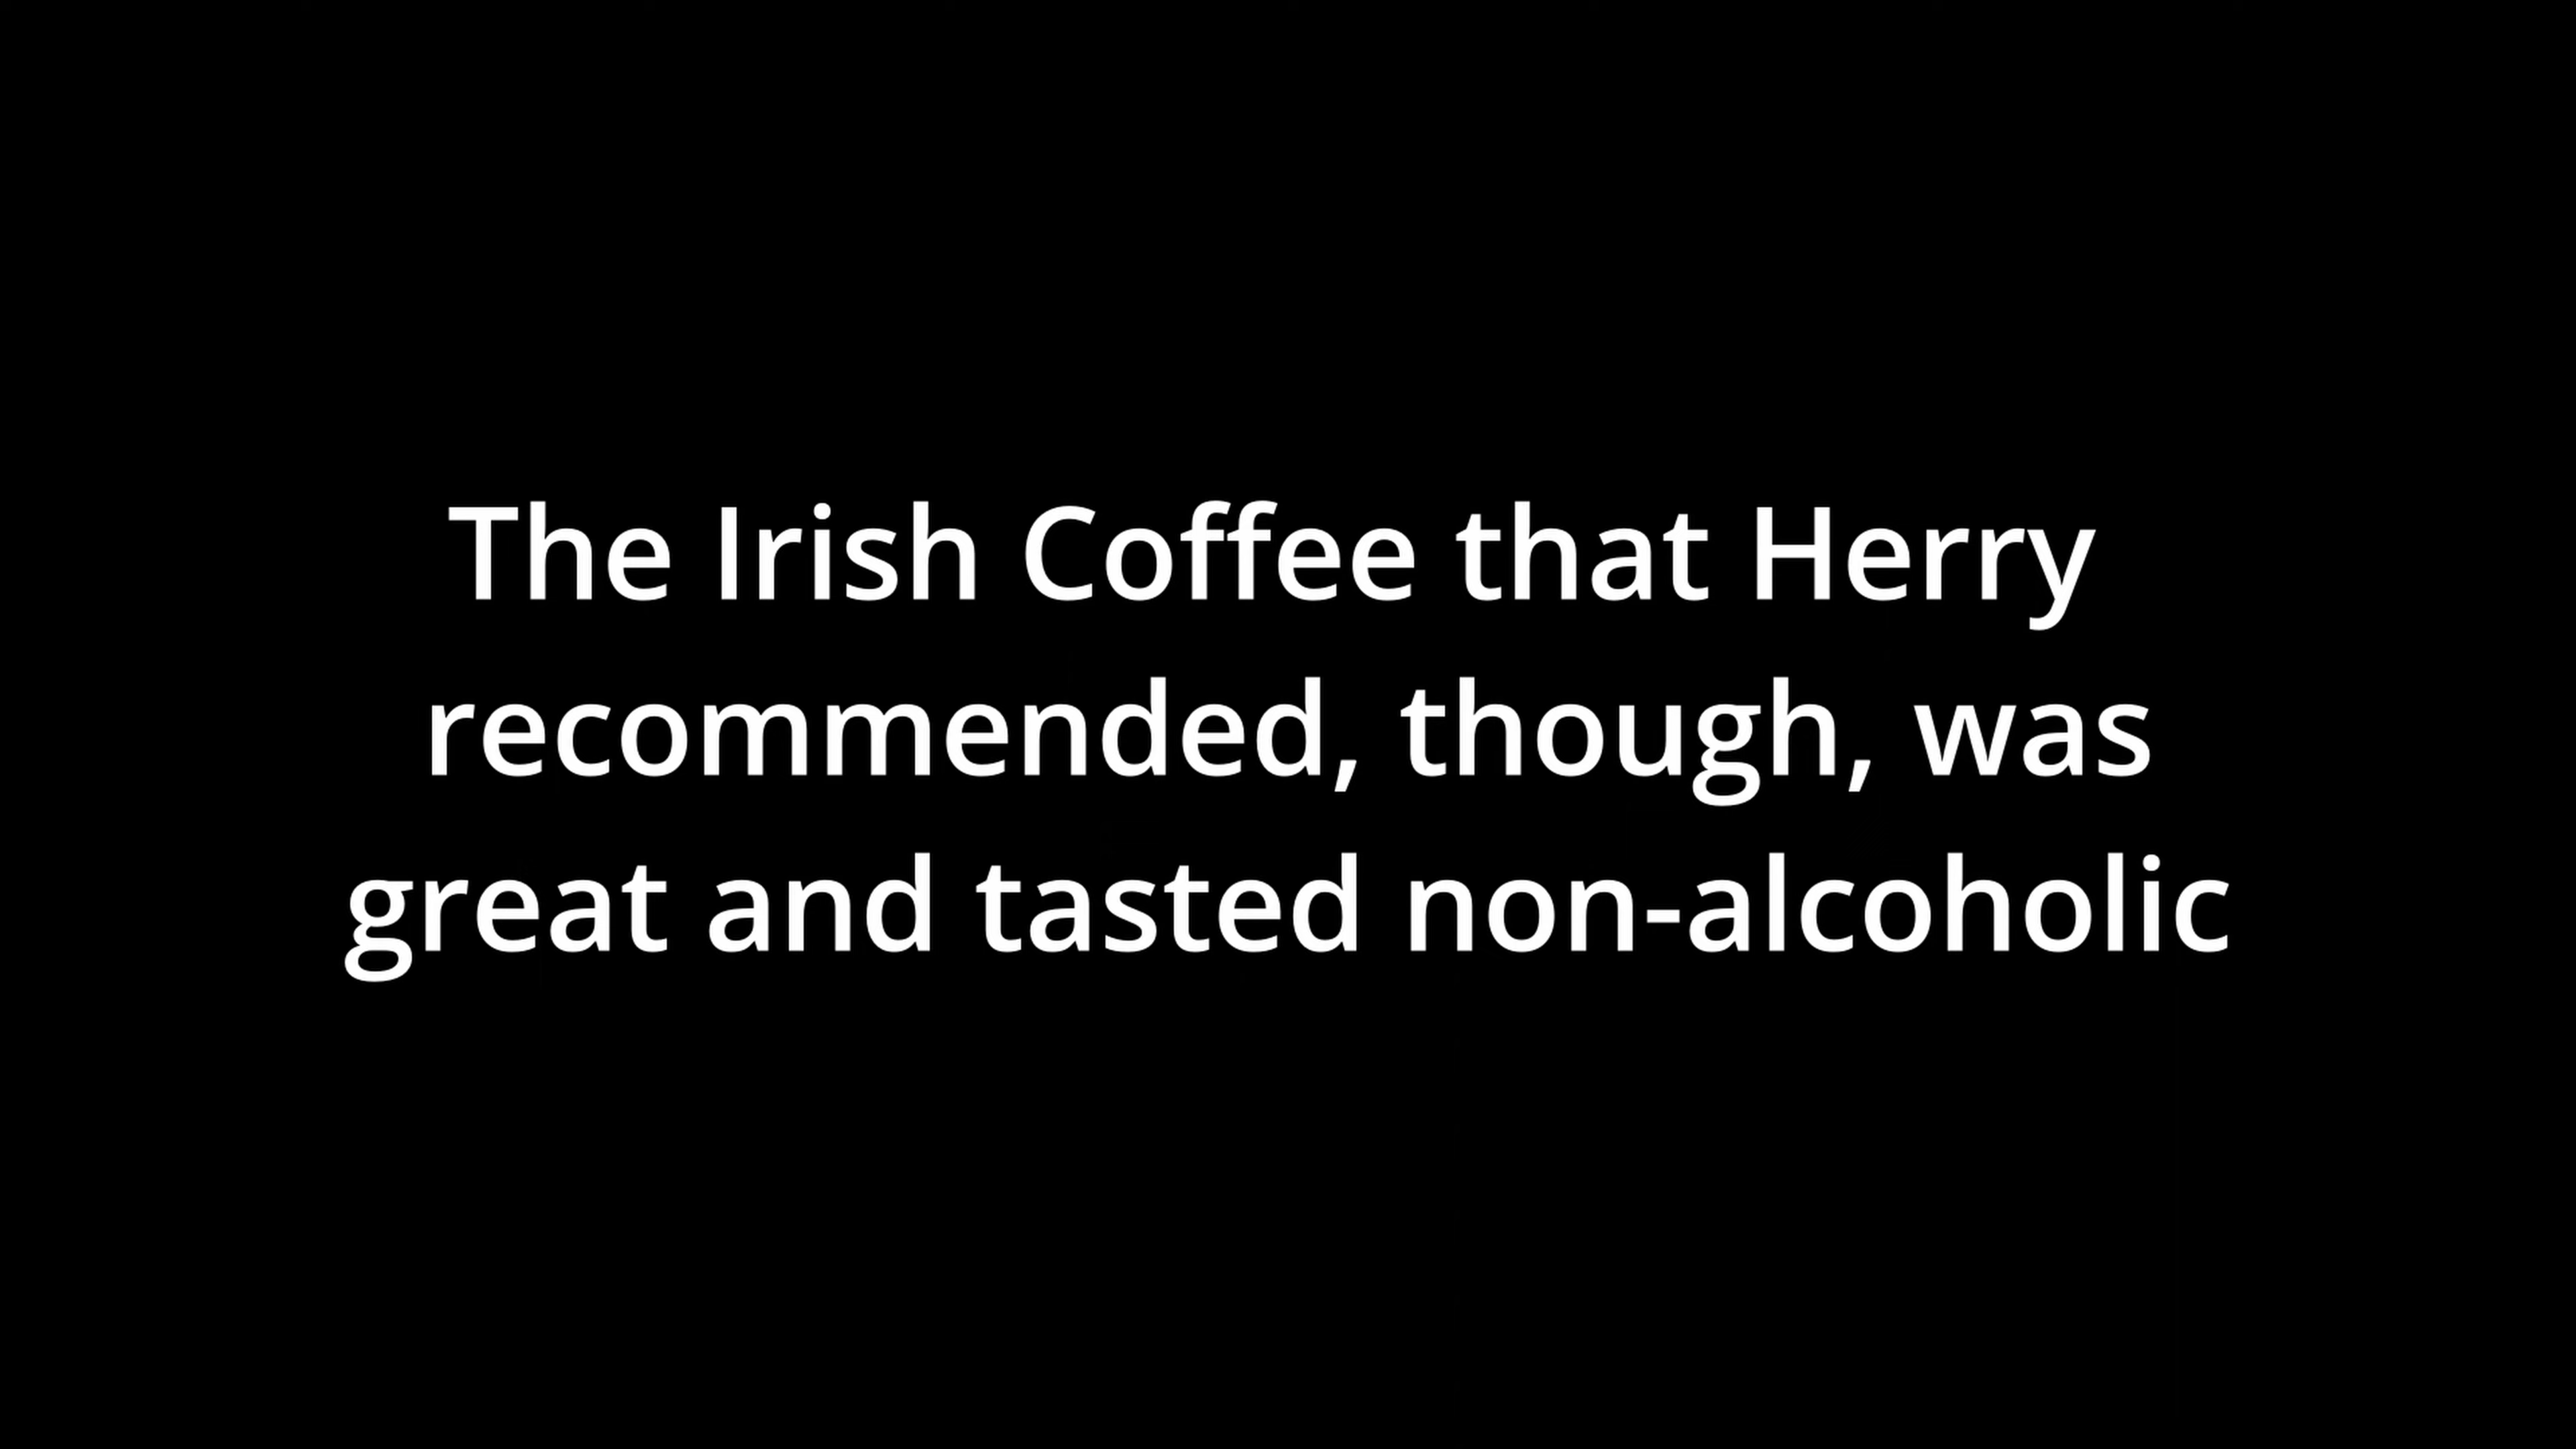 The Irish Coffee that Herry
recommended, though, was
great and tasted non-alcoholic